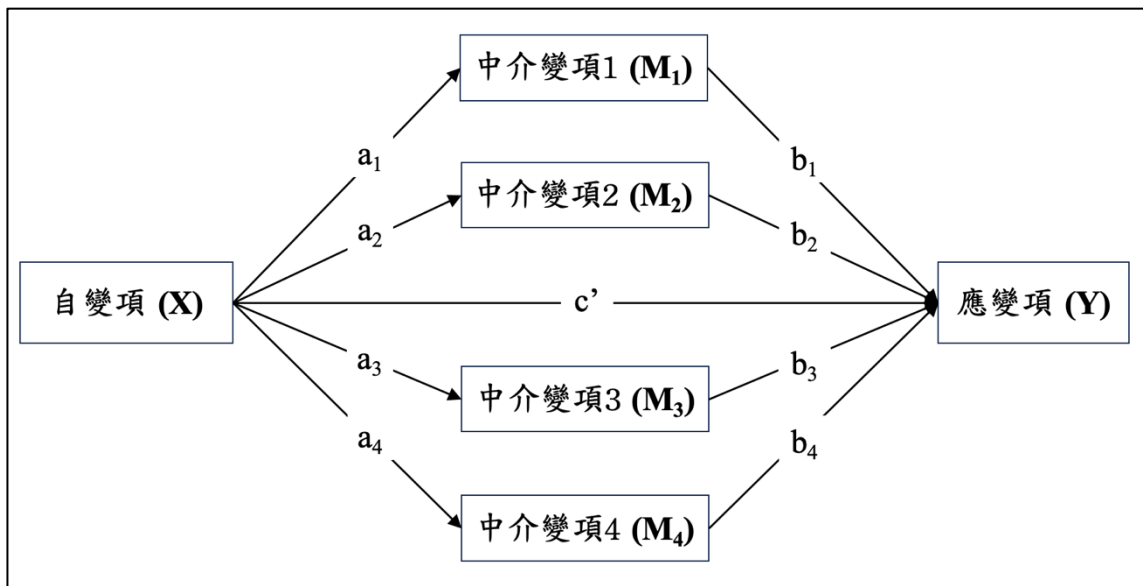 中介變項1 (M₁)
a₁
b₁
中介變項2 (M₂)
a₂
b₂
自變項 (X)
c’
應變項 (Y)
a₃
b₃
中介變項3 (M₃)
a₄
b₄
中介變項4 (M₄)